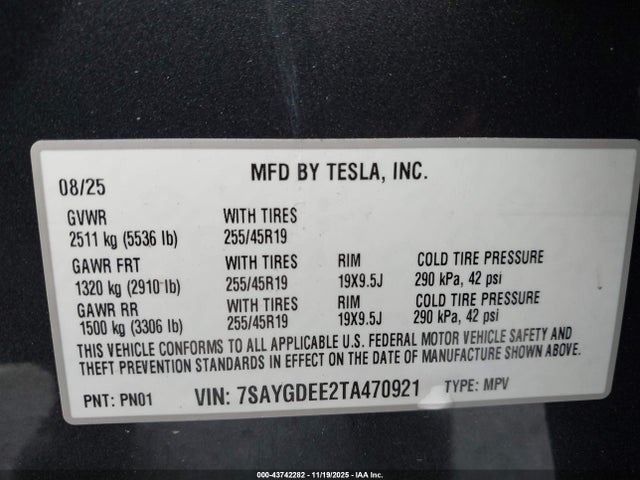 MFD BY TESLA, INC.
08/25
GVWR WITH TIRES
2511 kg (5536 lb) 255/45R19
GAWR FRT WITH TIRES RIM COLD TIRE PRESSURE
1320 kg (2910 lb) 255/45R19 19X9.5J 290 kPa, 42 psi
GAWR RR WITH TIRES RIM COLD TIRE PRESSURE
1500 kg (3306 lb) 255/45R19 19X9.5J 290 kPa, 42 psi
THIS VEHICLE CONFORMS TO ALL APPLICABLE U.S. FEDERAL MOTOR VEHICLE SAFETY AND
THEFT PREVENTION STANDARDS IN EFFECT ON THE DATE OF MANUFACTURE SHOWN ABOVE.
PNT: PN01 VIN: 7SAYGDEE2TA470921 TYPE: MPV
000-43742282 - 11/19/2025 - IAA Inc.